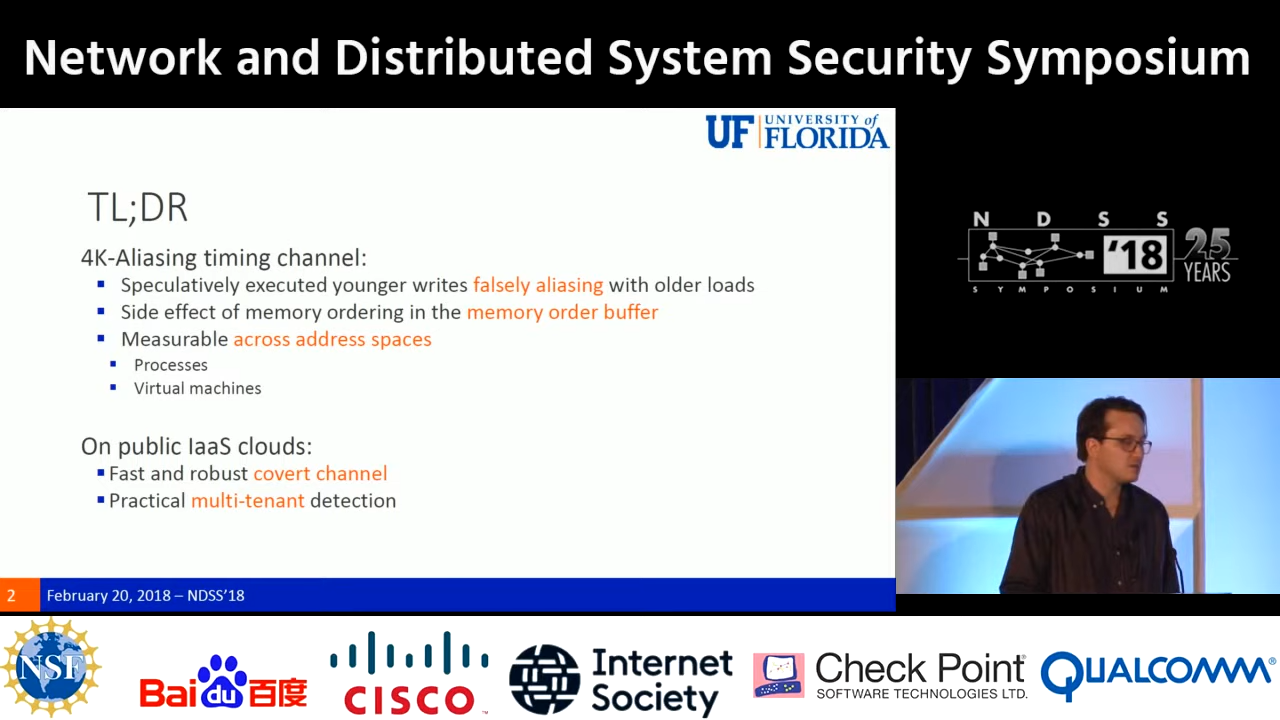 Network and Distributed System Security Symposium
UF UNIVERSITY of FLORIDA
TL;DR
4K-Aliasing timing channel:
Speculatively executed younger writes falsely aliasing with older loads
Side effect of memory ordering in the memory order buffer
Measurable across address spaces
Processes
Virtual machines
On public IaaS clouds:
Fast and robust covert channel
Practical multi-tenant detection
2 February 20, 2018 – NDSS'18
N D S S
'18 25 YEARS
S Y M P O S I U M
NSF
Bai du 百度
CISCO™
Internet Society
Check Point®
SOFTWARE TECHNOLOGIES LTD.
QUALCOMM®